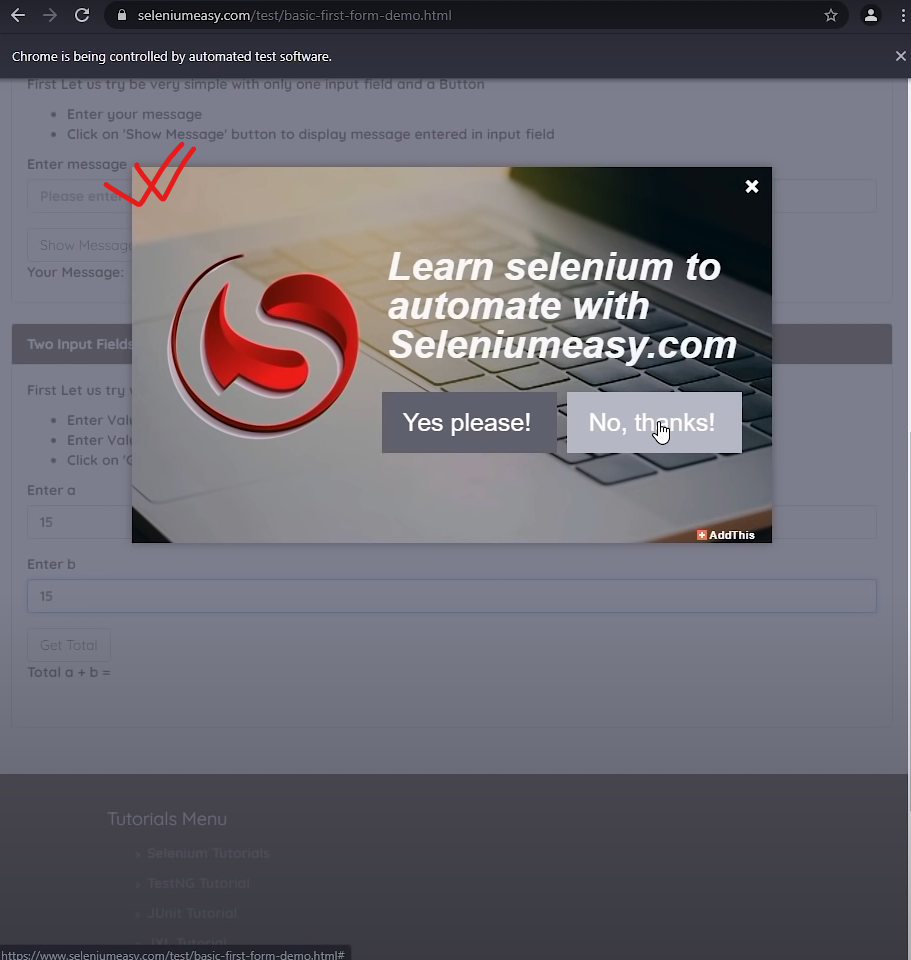 seleniumeasy.com/test/basic-first-form-demo.html
Chrome is being controlled by automated test software.
First Let us try be very simple with only one input field and a Button
Enter your message
Click on 'Show Message' button to display message entered in input field
Enter message
Please enter
Show Message
Your Message:
Learn selenium to
automate with
Seleniumeasy.com
Yes please!
No, thanks!
AddThis
Two Input Fields
First Let us try
Enter
Enter
Click on
Enter a
15
Enter b
15
Get Total
Total a + b =
Tutorials Menu
Selenium Tutorials
TestNG Tutorial
JUnit Tutorial
https://www.seleniumeasy.com/test/basic-first-form-demo.html#